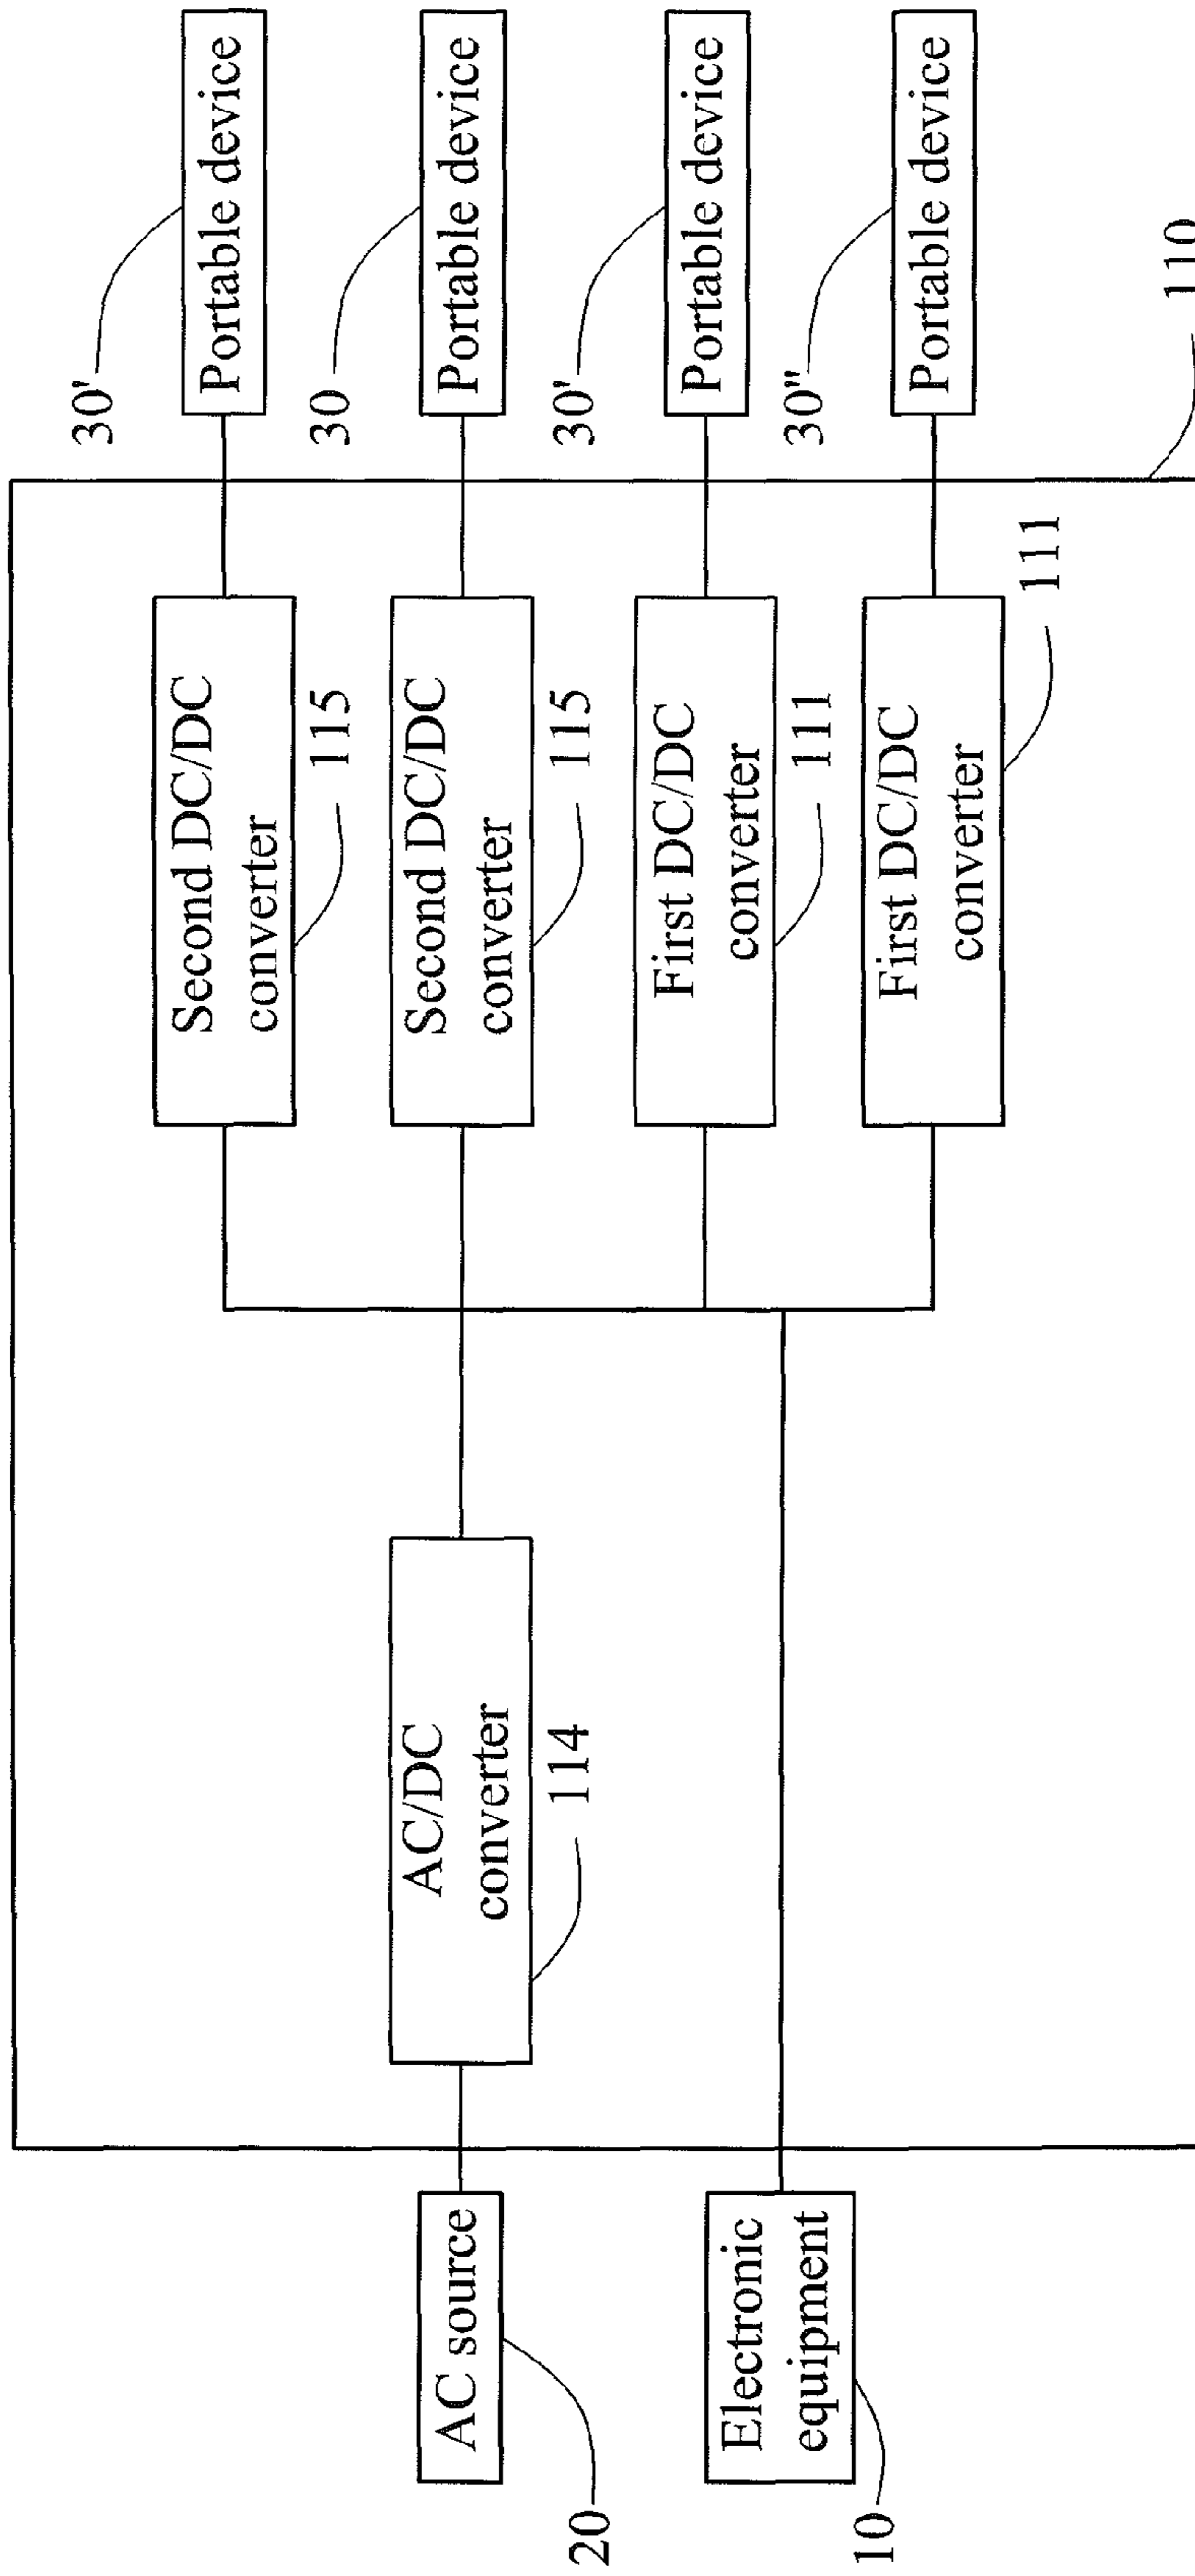 30'
Portable device
30
Portable device
30'
Portable device
30"
Portable device
110
Second DC/DC
converter
115
Second DC/DC
converter
115
First DC/DC
converter
111
First DC/DC
converter
111
AC/DC
converter
114
AC source
20
Electronic
equipment
10